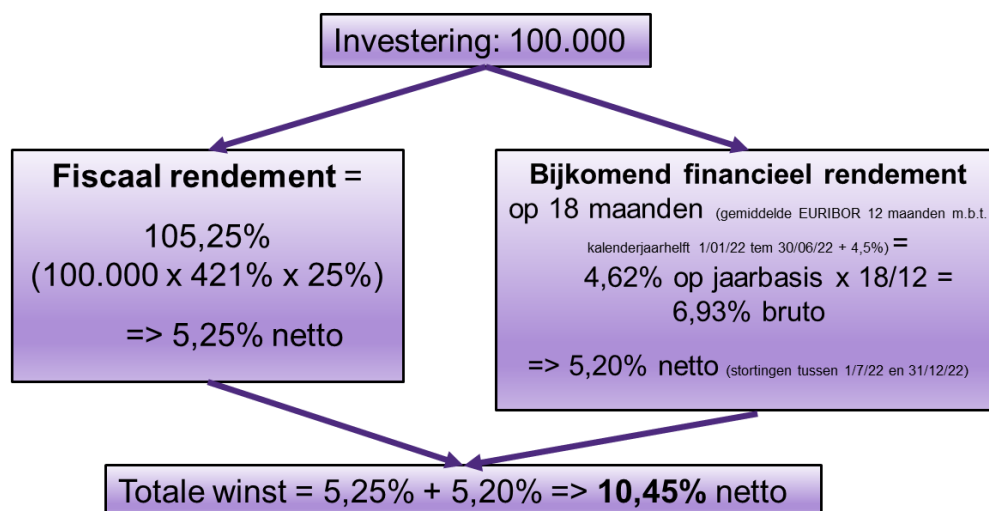 Investering: 100.000
Fiscaal rendement =
105,25%
(100.000 x 421% x 25%)
=> 5,25% netto
Bijkomend financieel rendement
op 18 maanden (gemiddelde EURIBOR 12 maanden m.b.t.
kalenderjaarhelft 1/01/22 tem 30/06/22 + 4,5%) =
4,62% op jaarbasis x 18/12 =
6,93% bruto
=> 5,20% netto (stortingen tussen 1/7/22 en 31/12/22)
Totale winst = 5,25% + 5,20% => 10,45% netto